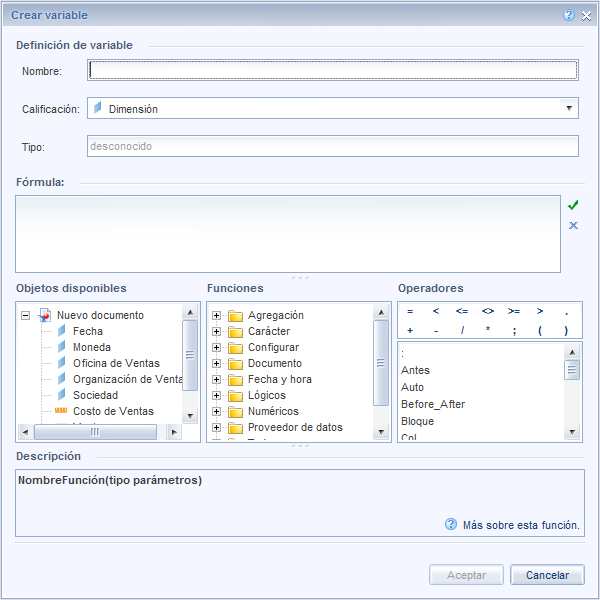 Crear variable
Definición de variable
Nombre:
Calificación: Dimensión
Tipo: desconocido
Fórmula:
Objetos disponibles
Nuevo documento
Fecha
Moneda
Oficina de Ventas
Organización de Venta
Sociedad
Costo de Ventas
Funciones
Agregación
Carácter
Configurar
Documento
Fecha y hora
Lógicos
Numéricos
Proveedor de datos
Operadores
= < <= <> >= > .
+ - / * ; ( )
:
Antes
Auto
Before_After
Bloque
Col
Descripción
NombreFunción(tipo parámetros)
Más sobre esta función.
Aceptar Cancelar